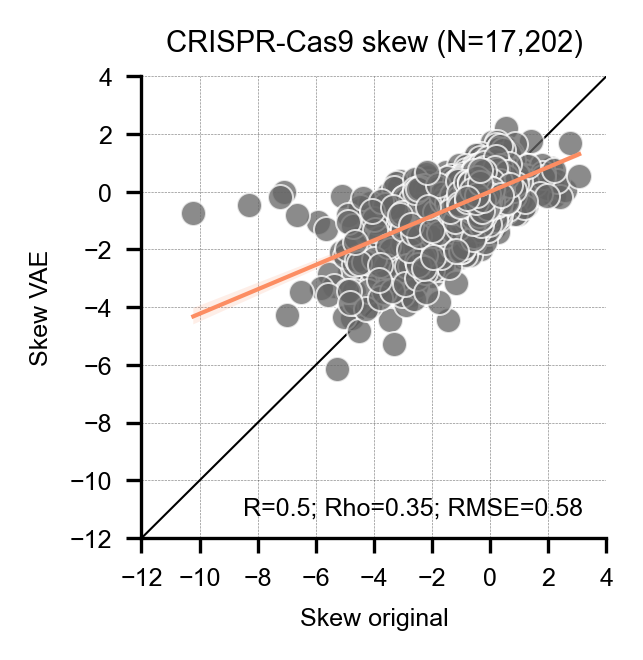 CRISPR-Cas9 skew (N=17,202)
4
2
0
−2
−4
−6
−8
−10
−12
Skew VAE
R=0.5; Rho=0.35; RMSE=0.58
−12 −10 −8 −6 −4 −2 0 2 4
Skew original